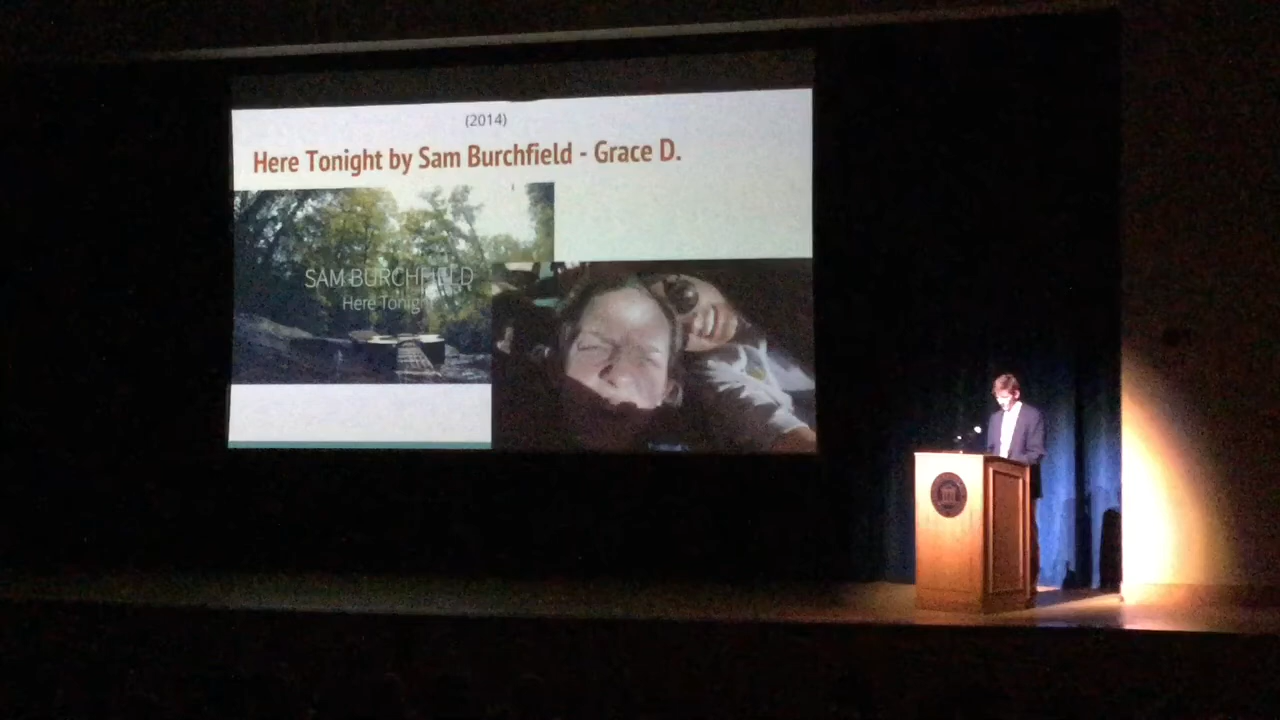 (2014)
Here Tonight by Sam Burchfield - Grace D.
SAM BURCHFIELD
Here Tonight